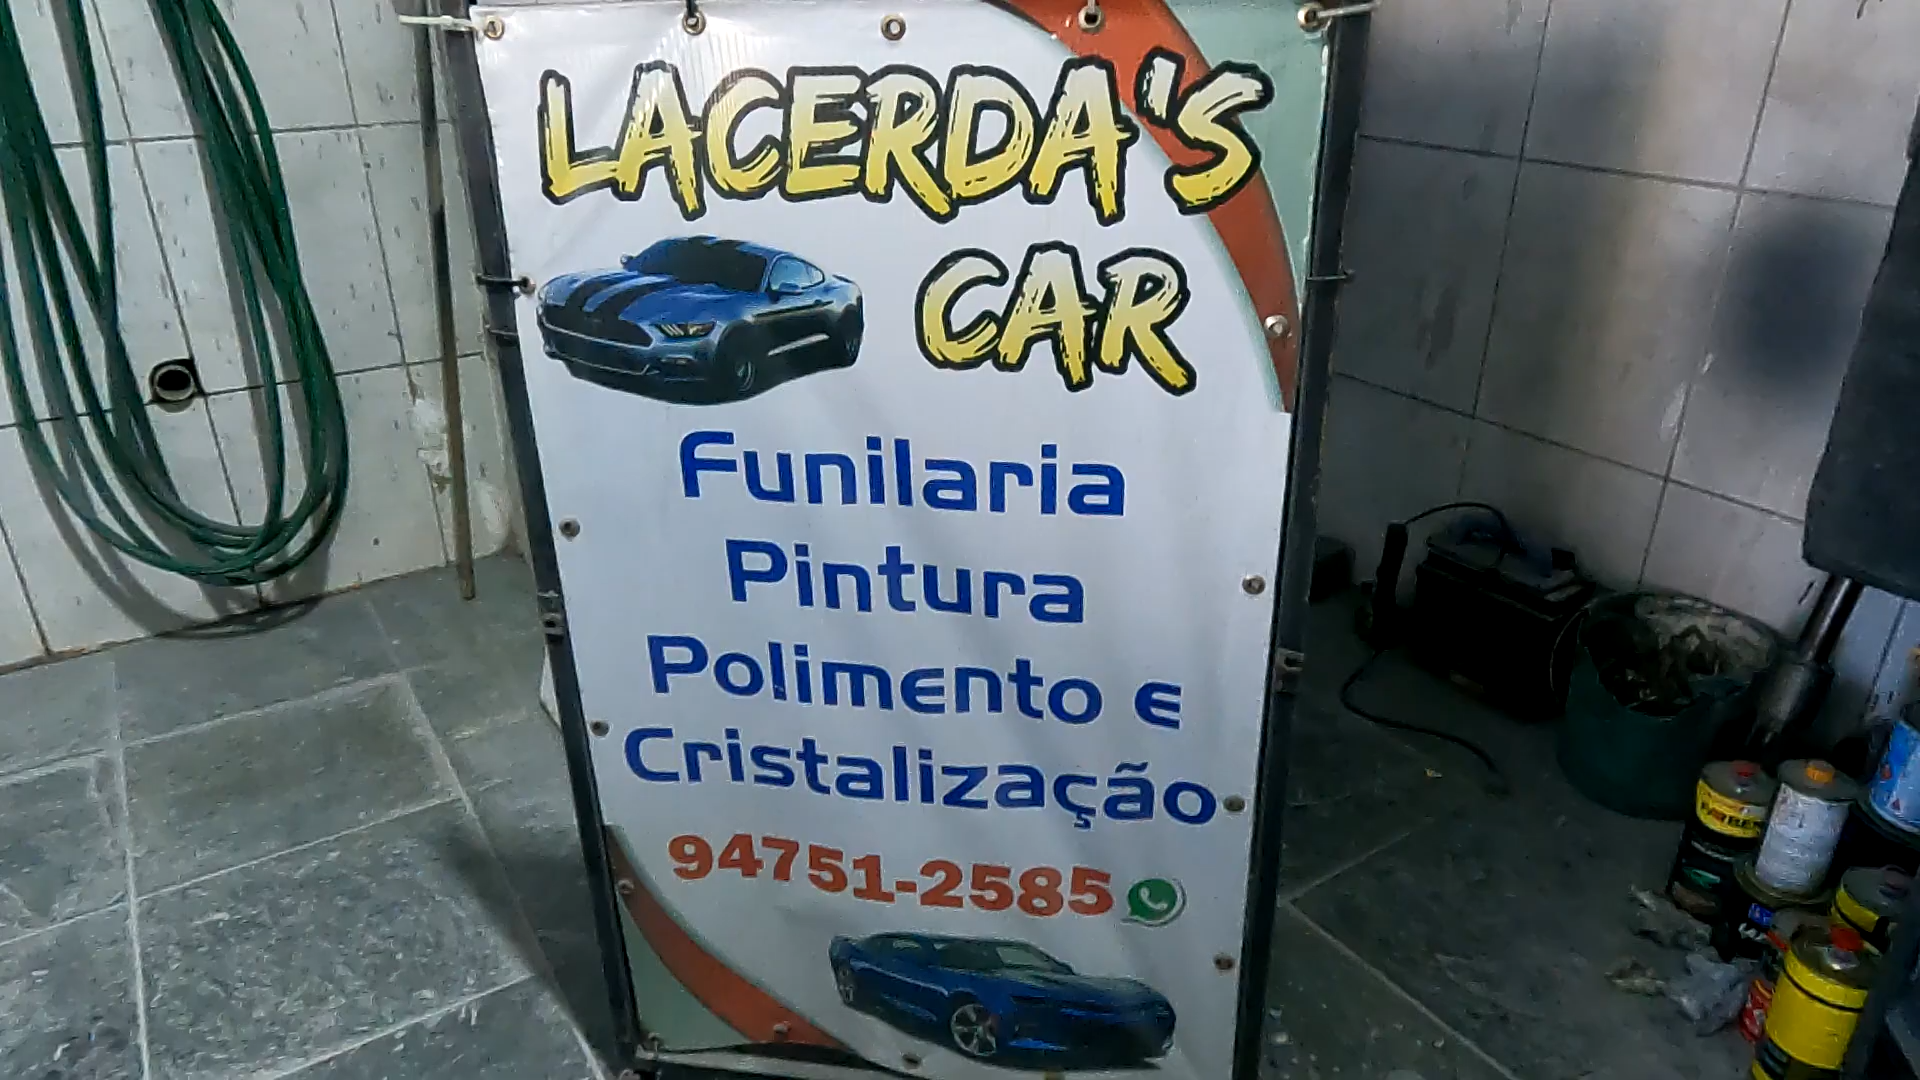 LACERDA'S
CAR
Funilaria
Pintura
Polimento e
Cristalização
94751-2585